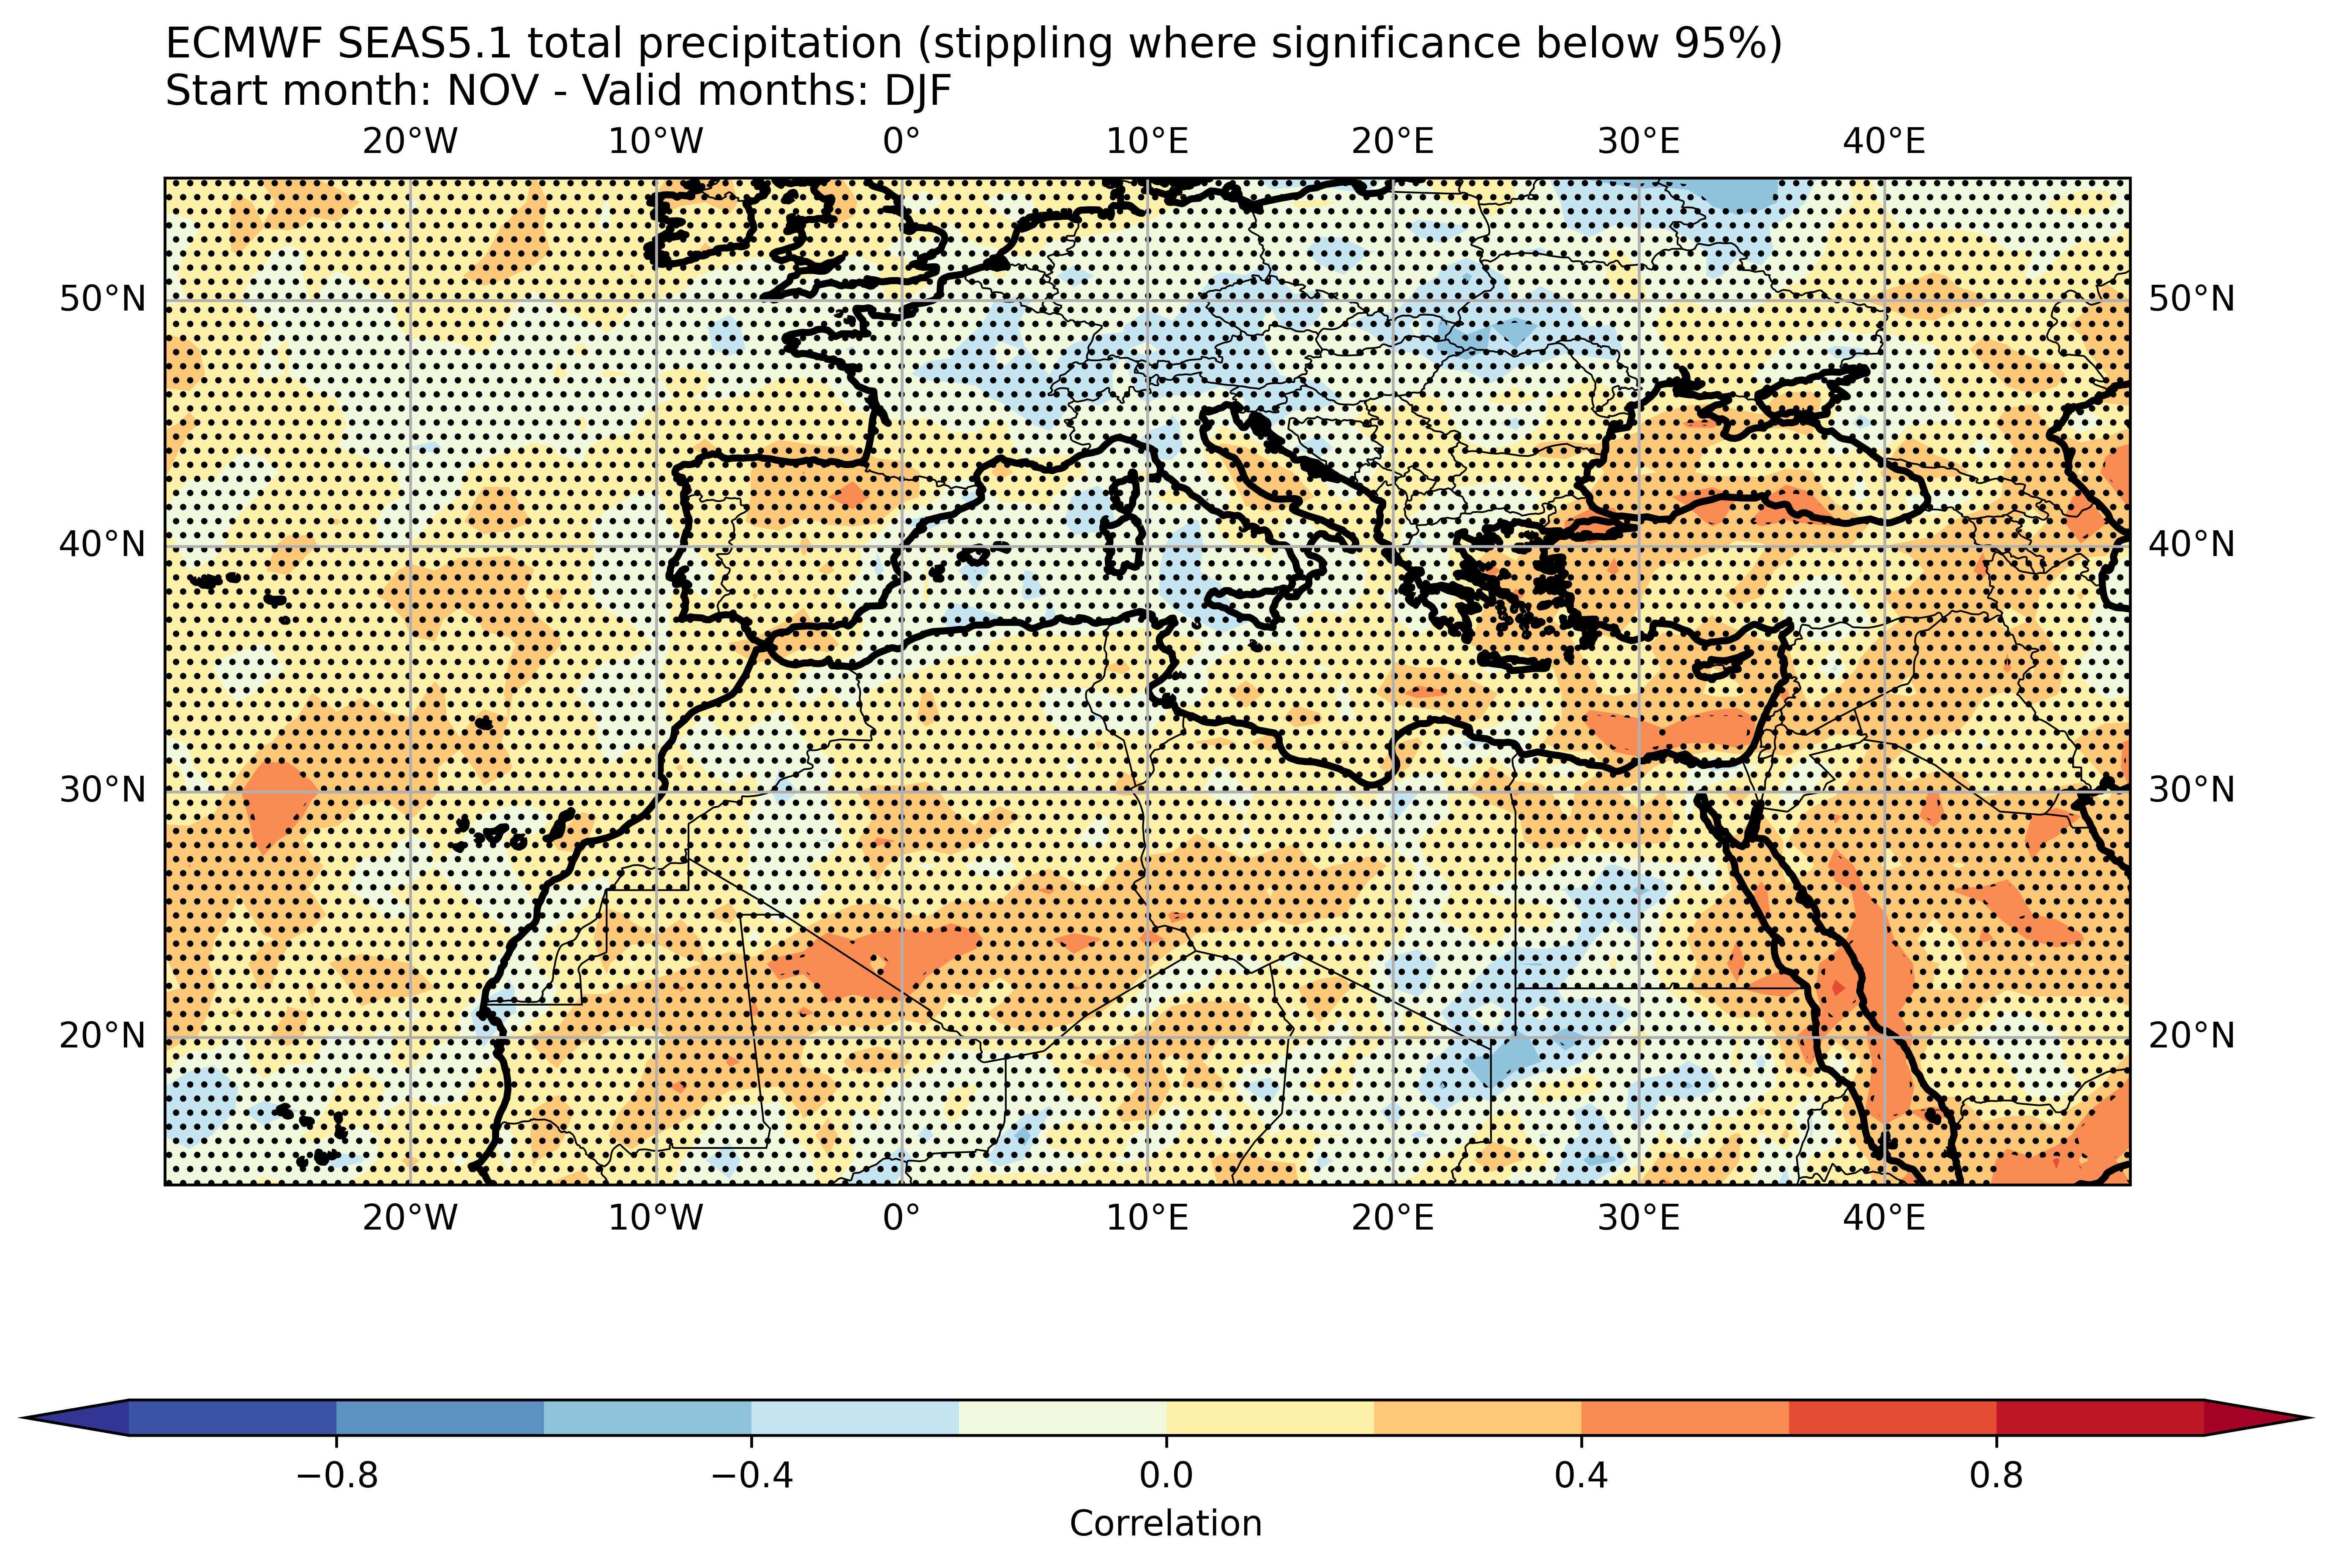 ECMWF SEAS5.1 total precipitation (stippling where significance below 95%)
Start month: NOV - Valid months: DJF
20°W 10°W 0° 10°E 20°E 30°E 40°E
50°N 50°N
40°N 40°N
30°N 30°N
20°N 20°N
20°W 10°W 0° 10°E 20°E 30°E 40°E
−0.8 −0.4 0.0 0.4 0.8
Correlation